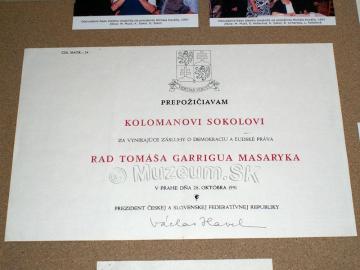 PREPOŽIČIAVAM
KOLOMANOVI SOKOLOVI
ZA VYNIKAJÚCE ZÁSLUHY O DEMOKRACIU A ĽUDSKÉ PRÁVA
RAD TOMÁŠA GARRIGUA MASARYKA
© Muzeum.SK
V PRAHE DŇA 28. OKTÓBRA 1991
PREZIDENT ČESKEJ A SLOVENSKEJ FEDERATÍVNEJ REPUBLIKY
Václav Havel